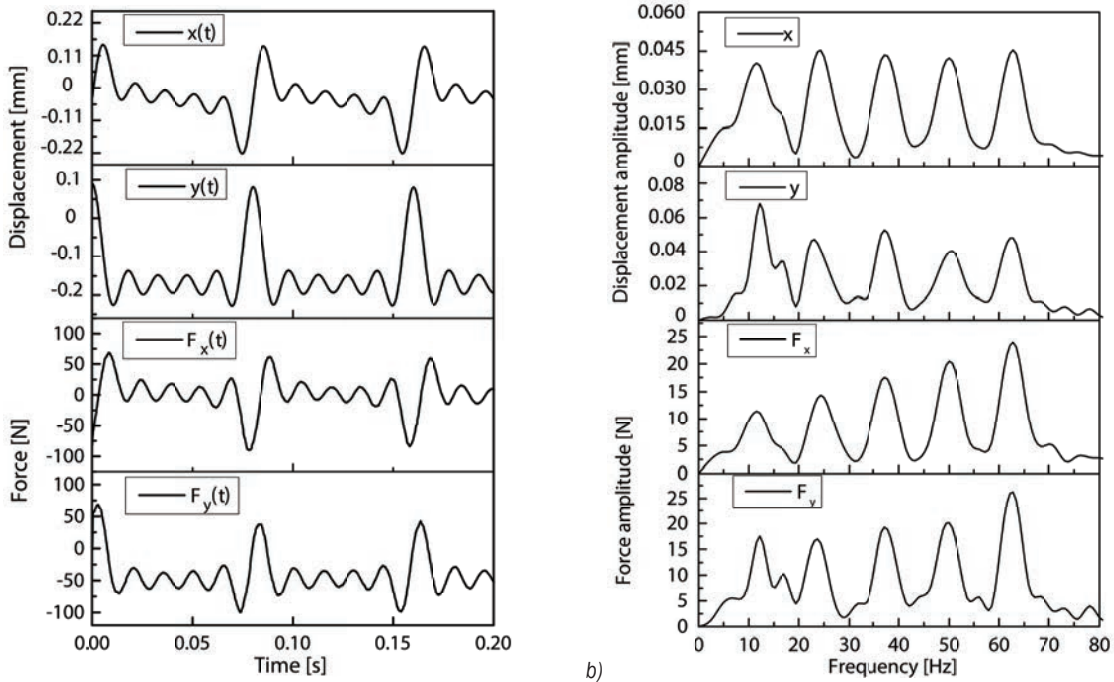 Displacement [mm]
0.22
0.11
0
-0.11
-0.22
x(t)
0.1
0
-0.1
-0.2
y(t)
Force [N]
100
50
0
-50
-100
F_x(t)
100
50
0
-50
-100
F_y(t)
0.00 0.05 0.10 0.15 0.20
Time [s]
b)
Displacement amplitude [mm]
0.060
0.045
0.030
0.015
0
x
0.08
0.06
0.04
0.02
0
y
Force amplitude [N]
25
20
15
10
5
0
F_x
25
20
15
10
5
0
F_y
0 10 20 30 40 50 60 70 80
Frequency [Hz]